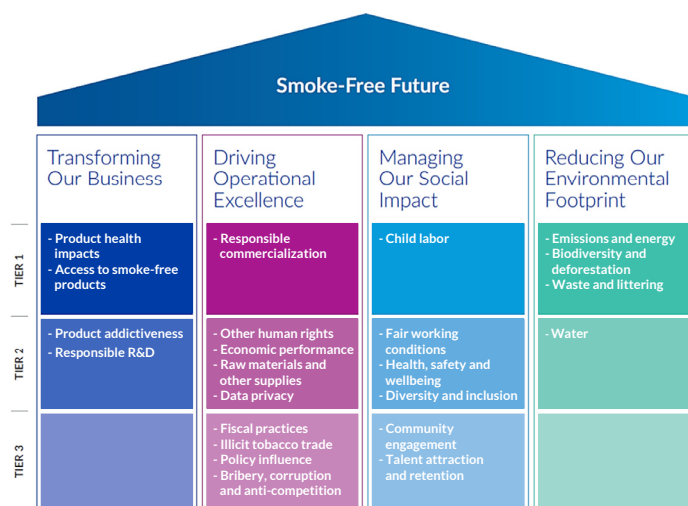 Smoke-Free Future
Transforming
Our Business
Driving
Operational
Excellence
Managing
Our Social
Impact
Reducing Our
Environmental
Footprint
TIER 1
- Product health
impacts
- Access to smoke-free
products
- Responsible
commercialization
- Child labor
- Emissions and energy
- Biodiversity and
deforestation
- Waste and littering
TIER 2
- Product addictiveness
- Responsible R&D
- Other human rights
- Economic performance
- Raw materials and
other supplies
- Data privacy
- Fair working
conditions
- Health, safety and
wellbeing
- Diversity and inclusion
- Water
TIER 3
- Fiscal practices
- Illicit tobacco trade
- Policy influence
- Bribery, corruption
and anti-competition
- Community
engagement
- Talent attraction
and retention